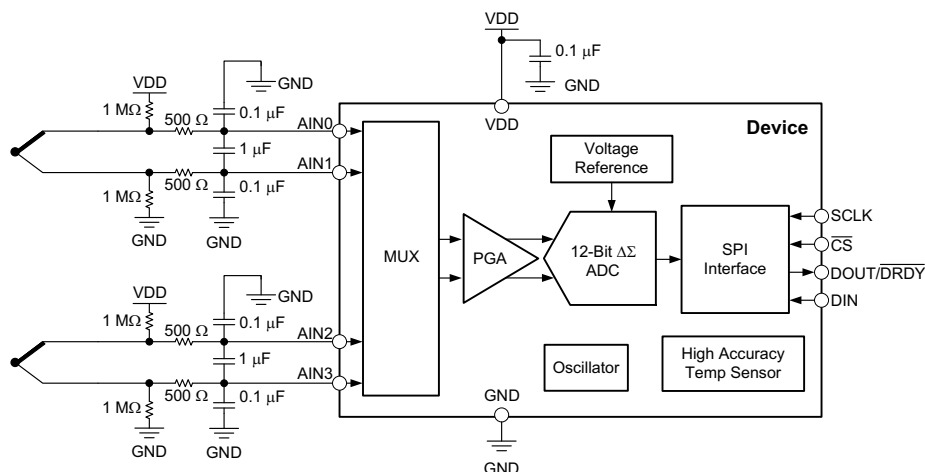 VDD
0.1 μF
GND
VDD
Device
VDD
GND
1 MΩ
500 Ω
0.1 μF
AIN0
1 μF
AIN1
500 Ω
0.1 μF
1 MΩ
GND
GND
MUX
PGA
Voltage
Reference
12-Bit ΔΣ
ADC
SPI
Interface
SCLK
C̅S̅
DOUT/D̅R̅D̅Y̅
DIN
VDD
GND
1 MΩ
500 Ω
0.1 μF
AIN2
1 μF
AIN3
500 Ω
0.1 μF
1 MΩ
GND
GND
Oscillator
High Accuracy
Temp Sensor
GND
GND